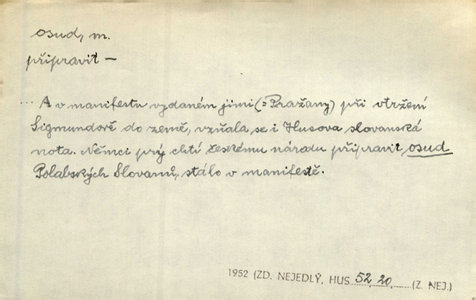 osud, m.
připravit –
... A v manifestu vydaném jimi (= Pražany) při vtržení
Sigmundově do země, vzňala se i Husova slovanská
nota. Němci prý chtí českému národu připravit osud
Polabských Slovanů, stálo v manifestě.
1952 (ZD. NEJEDLÝ, HUS 52, 20 (Z. NEJ.)